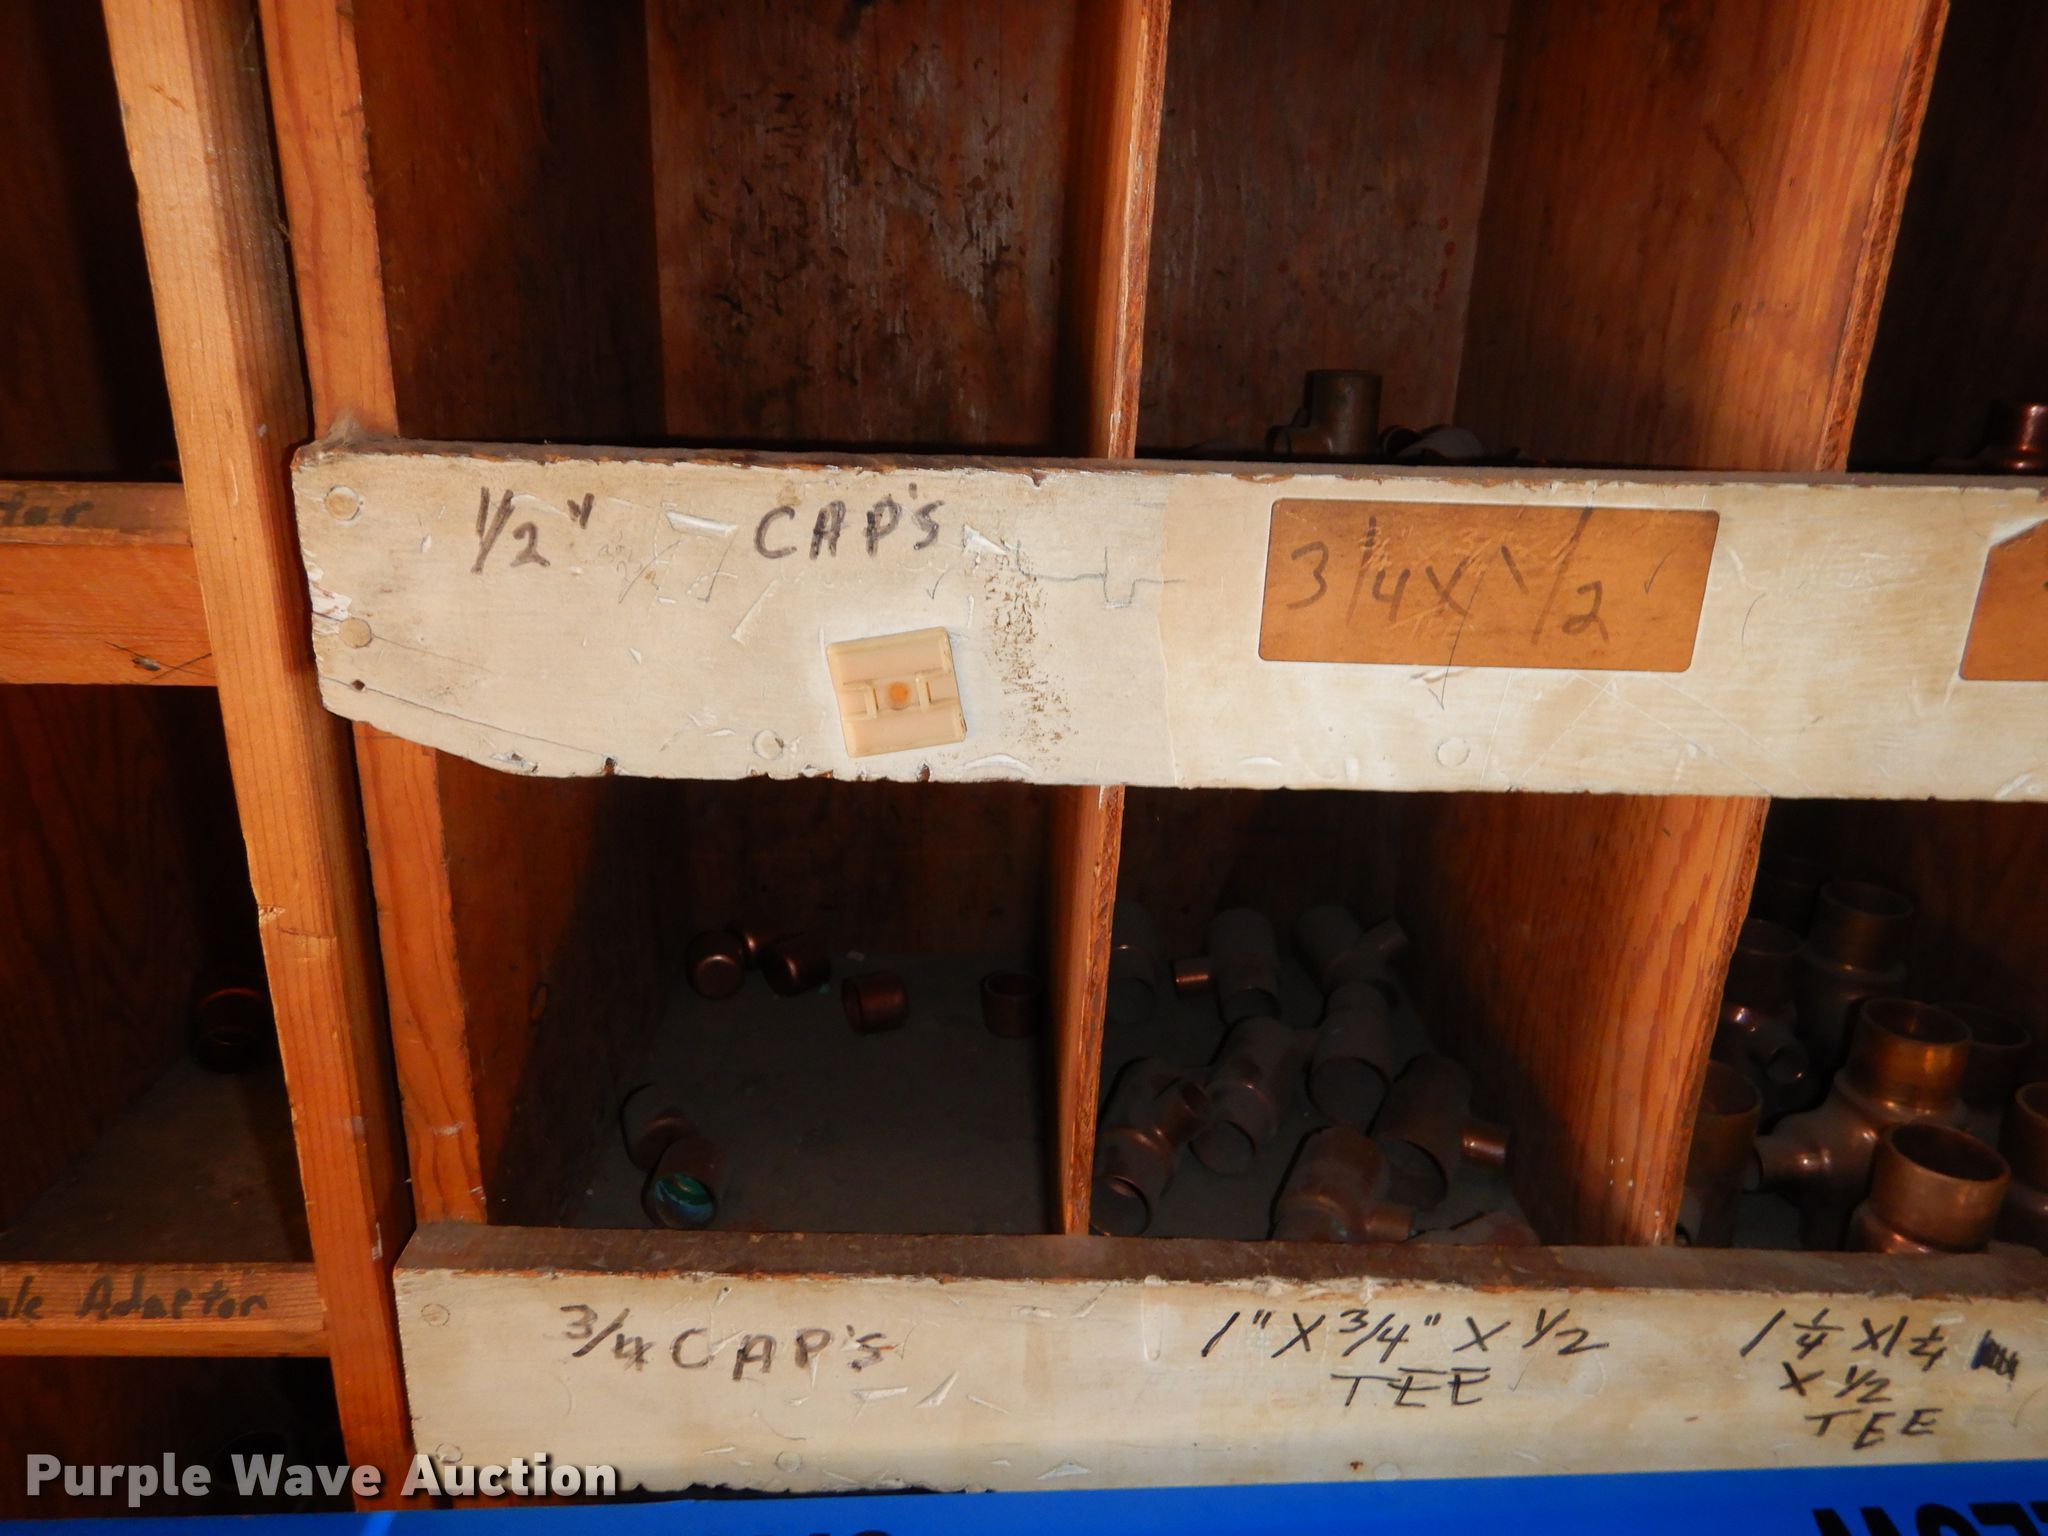 1/2" CAP'S
3/4 X 1/2
3/4 CAP'S
1" X 3/4" X 1/2
TEE
1 1/4 X 1 1/4
X 1/2
TEE
Adaptor
Purple Wave Auction